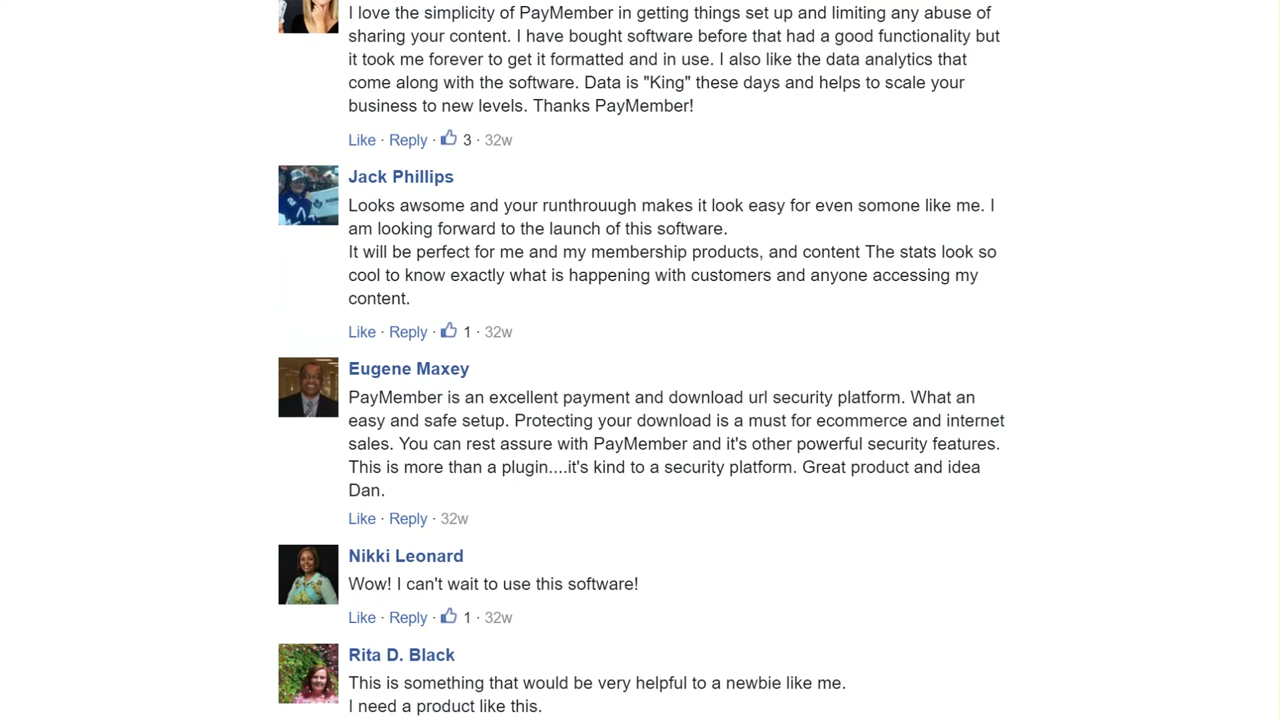 I love the simplicity of PayMember in getting things set up and limiting any abuse of
sharing your content. I have bought software before that had a good functionality but
it took me forever to get it formatted and in use. I also like the data analytics that
come along with the software. Data is "King" these days and helps to scale your
business to new levels. Thanks PayMember!
Like · Reply · 3 · 32w
Jack Phillips
Looks awsome and your runthrouugh makes it look easy for even somone like me. I
am looking forward to the launch of this software.
It will be perfect for me and my membership products, and content The stats look so
cool to know exactly what is happening with customers and anyone accessing my
content.
Like · Reply · 1 · 32w
Eugene Maxey
PayMember is an excellent payment and download url security platform. What an
easy and safe setup. Protecting your download is a must for ecommerce and internet
sales. You can rest assure with PayMember and it's other powerful security features.
This is more than a plugin....it's kind to a security platform. Great product and idea
Dan.
Like · Reply · 32w
Nikki Leonard
Wow! I can't wait to use this software!
Like · Reply · 1 · 32w
Rita D. Black
This is something that would be very helpful to a newbie like me.
I need a product like this.